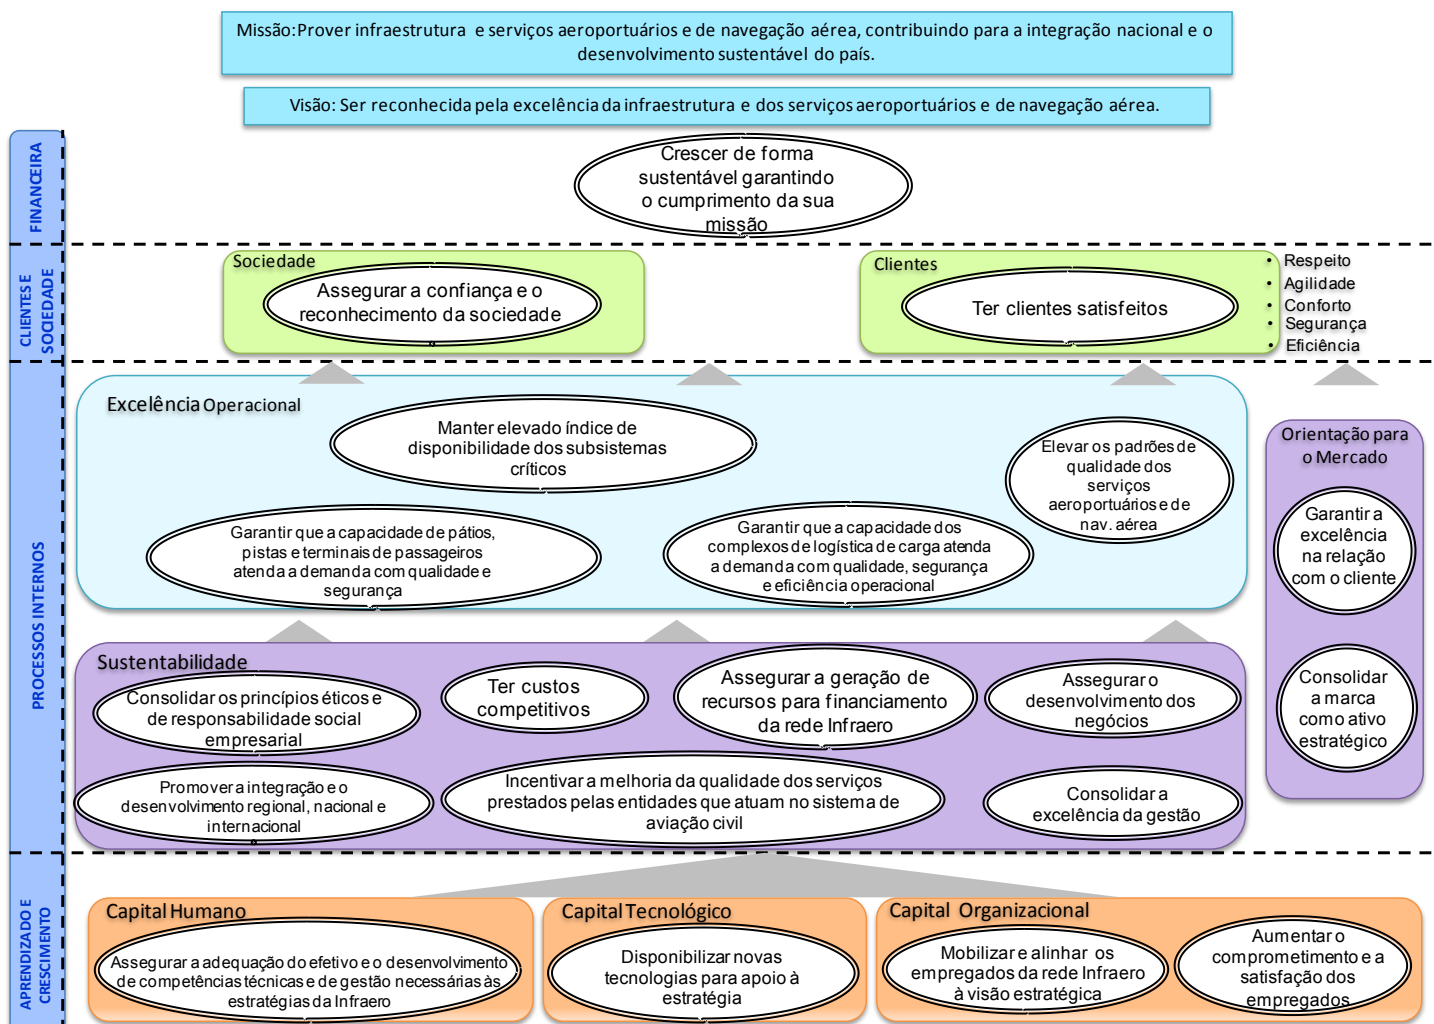 Missão:Prover infraestrutura e serviços aeroportuários e de navegação aérea, contribuindo para a integração nacional e o
desenvolvimento sustentável do país.
Visão: Ser reconhecida pela excelência da infraestrutura e dos serviços aeroportuários e de navegação aérea.
FINANCEIRA
Crescer de forma
sustentável garantindo
o cumprimento da sua
missão
CLIENTES E
SOCIEDADE
Sociedade
Assegurar a confiança e o
reconhecimento da sociedade
Clientes
Ter clientes satisfeitos
• Respeito
• Agilidade
• Conforto
• Segurança
• Eficiência
PROCESSOS INTERNOS
Excelência Operacional
Manter elevado índice de
disponibilidade dos subsistemas
críticos
Elevar os padrões de
qualidade dos
serviços
aeroportuários e de
nav. aérea
Garantir que a capacidade de pátios,
pistas e terminais de passageiros
atenda a demanda com qualidade e
segurança
Garantir que a capacidade dos
complexos de logística de carga atenda
a demanda com qualidade, segurança
e eficiência operacional
Orientação para
o Mercado
Garantir a
excelência
na relação
com o cliente
Consolidar
a marca
como ativo
estratégico
Sustentabilidade
Consolidar os princípios éticos e
de responsabilidade social
empresarial
Ter custos
competitivos
Assegurar a geração de
recursos para financiamento
da rede Infraero
Assegurar o
desenvolvimento dos
negócios
Promover a integração e o
desenvolvimento regional, nacional e
internacional
Incentivar a melhoria da qualidade dos serviços
prestados pelas entidades que atuam no sistema de
aviação civil
Consolidar a
excelência da gestão
APRENDIZADO E
CRESCIMENTO
Capital Humano
Assegurar a adequação do efetivo e o desenvolvimento
de competências técnicas e de gestão necessárias às
estratégias da Infraero
Capital Tecnológico
Disponibilizar novas
tecnologias para apoio à
estratégia
Capital Organizacional
Mobilizar e alinhar os
empregados da rede Infraero
à visão estratégica
Aumentar o
comprometimento e a
satisfação dos
empregados